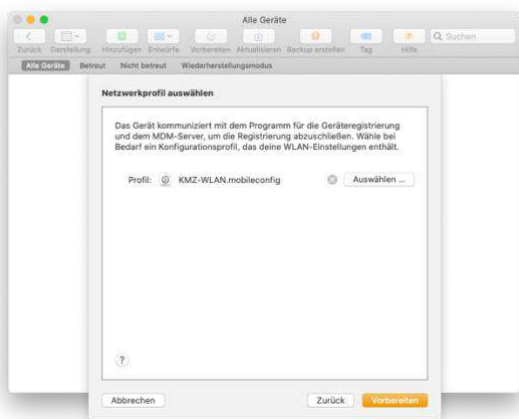 Alle Geräte
Zurück Darstellung Hinzufügen Entwürfe Vorbereiten Aktualisieren Backup erstellen Tag Hilfe Suchen
Alle Geräte Betreut Nicht betreut Wiederherstellungsmodus
Netzwerkprofil auswählen
Das Gerät kommuniziert mit dem Programm für die Geräteregistrierung
und dem MDM-Server, um die Registrierung abzuschließen. Wähle bei
Bedarf ein Konfigurationsprofil, das deine WLAN-Einstellungen enthält.
Profil: KMZ-WLAN.mobileconfig Auswählen ...
?
Abbrechen Zurück Vorbereiten